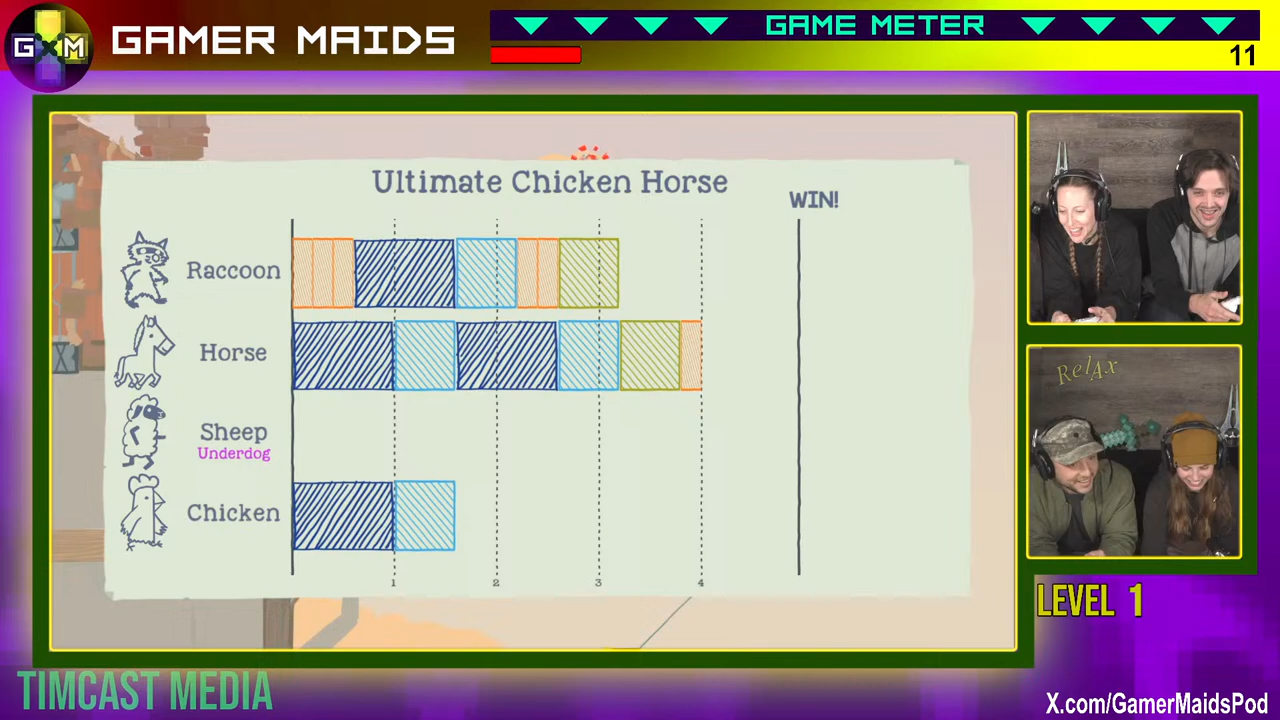 GXM
GAMER MAIDS
GAME METER
11
Ultimate Chicken Horse
WIN!
Raccoon
Horse
Sheep
Underdog
Chicken
1 2 3 4
Relax
LEVEL 1
TIMCAST MEDIA
X.com/GamerMaidsPod